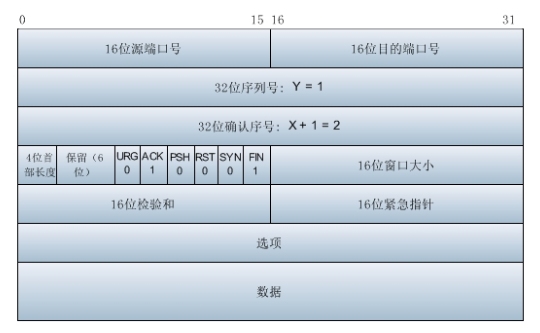 0 15 16 31
16位源端口号 16位目的端口号
32位序列号: Y = 1
32位确认序号: X + 1 = 2
4位首 保留（6 URG ACK PSH RST SYN FIN 16位窗口大小
部长度 位） 0 1 0 0 0 1
16位检验和 16位紧急指针
选项
数据